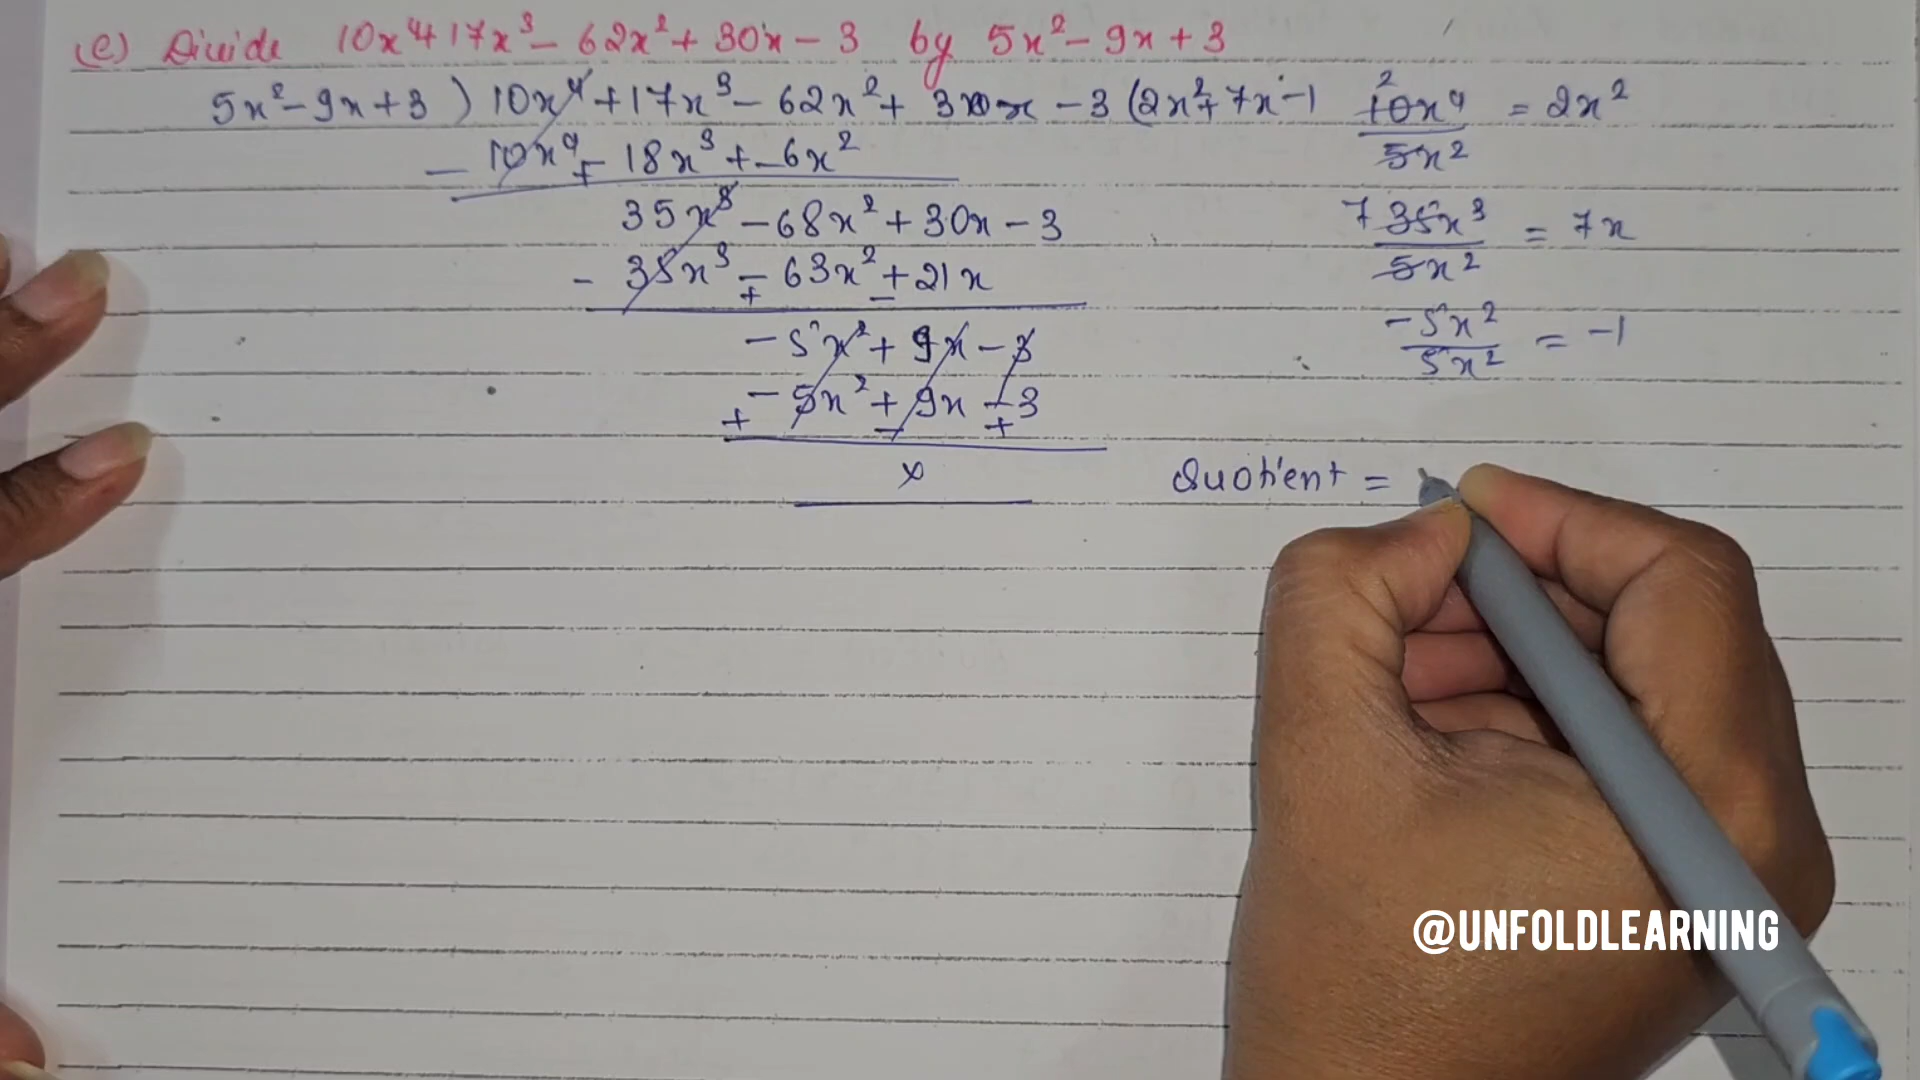 (e) Divide 10x⁴+17x³-62x²+30x-3 by 5x²-9x+3
5x²-9x+3 ) 10x⁴+17x³-62x²+30x-3 (2x²+7x-1
- 10x⁴ - 18x³ + 6x²
+ -
35x³-68x²+30x-3
- 35x³-63x²+21x
+ -
-5x²+9x-3
-5x²+9x-3
+ - +
x
2
10x⁴/5x² = 2x²
7 35x³/5x² = 7x
-5x²/5x² = -1
Quotient =
@UNFOLDLEARNING